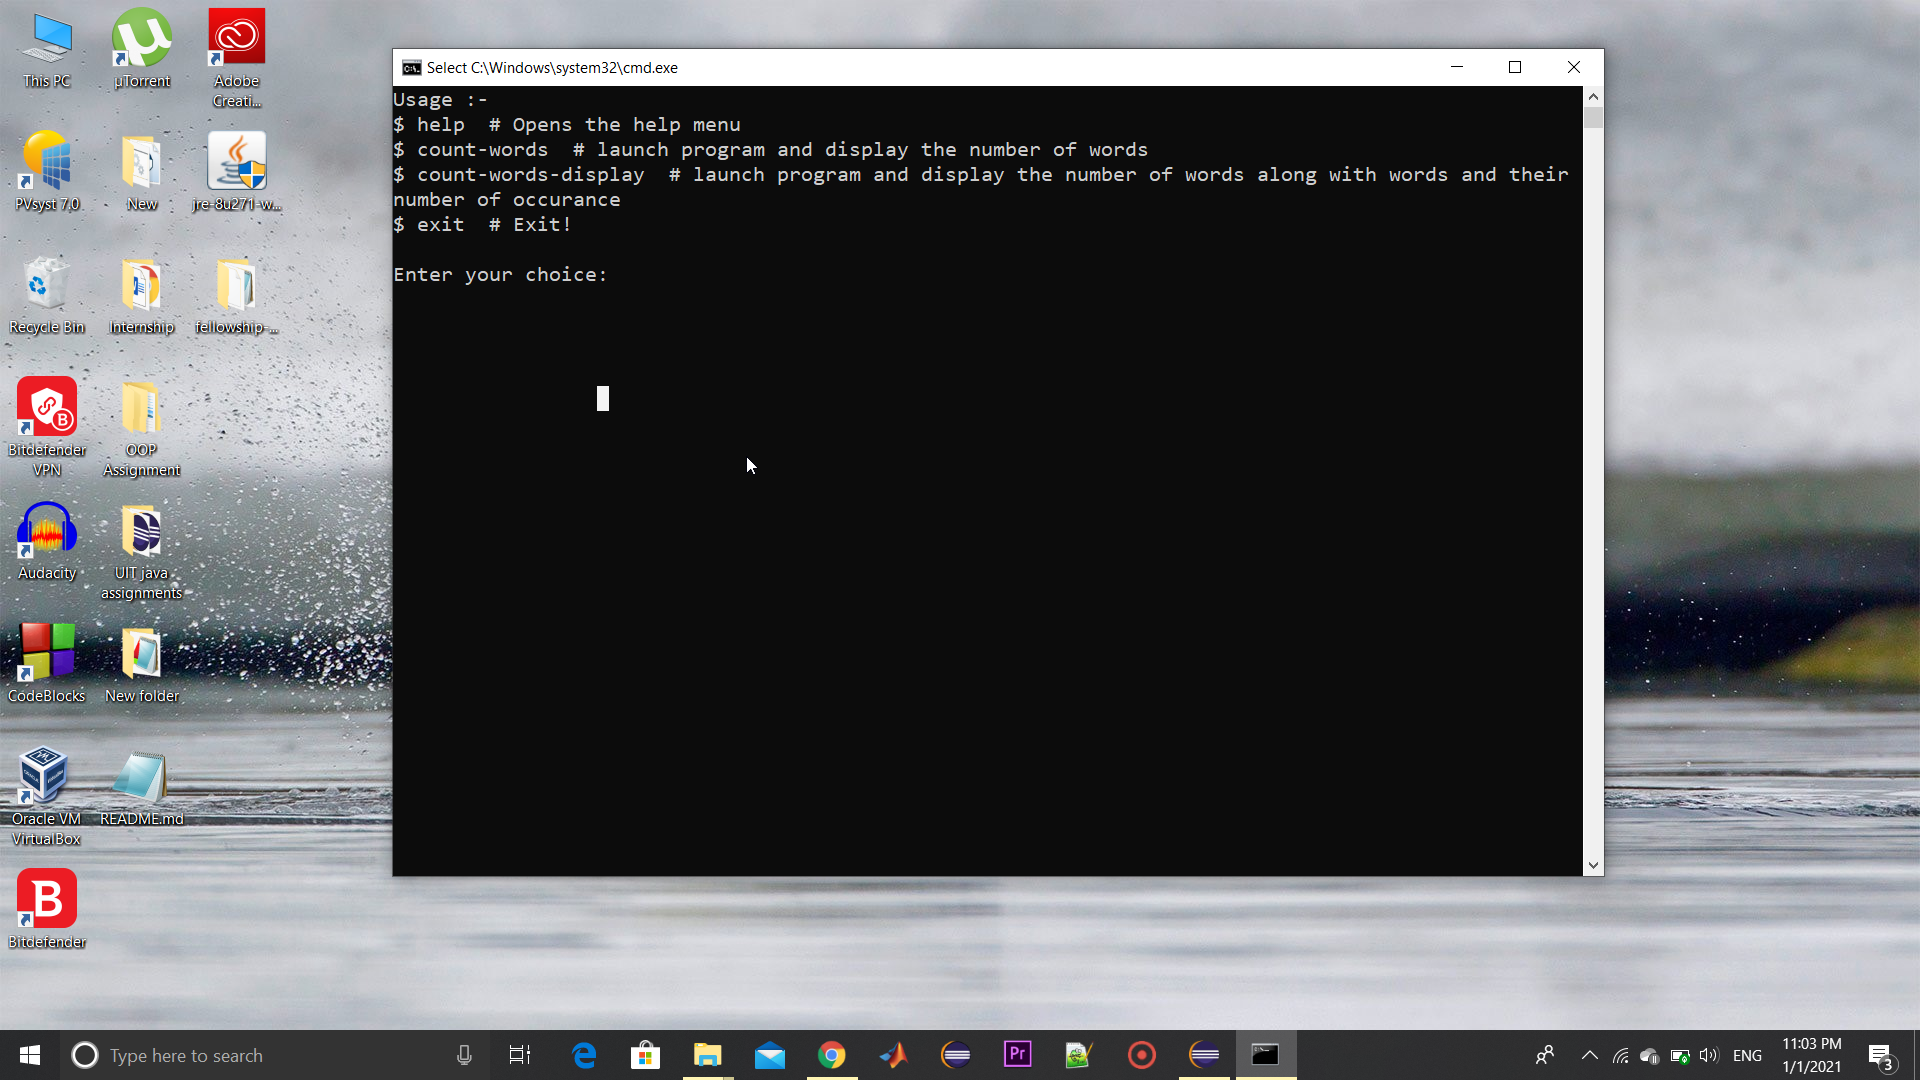 This PC
µTorrent
Adobe
Creati...
PVsyst 7.0
New
jre-8u271-w...
Recycle Bin
Internship
fellowship-...
Bitdefender
VPN
OOP
Assignment
Audacity
UIT java
assignments
CodeBlocks
New folder
Oracle VM
VirtualBox
README.md
Bitdefender
Select C:\Windows\system32\cmd.exe
Usage :-
$ help  # Opens the help menu
$ count-words  # launch program and display the number of words
$ count-words-display  # launch program and display the number of words along with words and their
number of occurance
$ exit  # Exit!
Enter your choice:
Type here to search
Pr
ENG
11:03 PM
1/1/2021
3